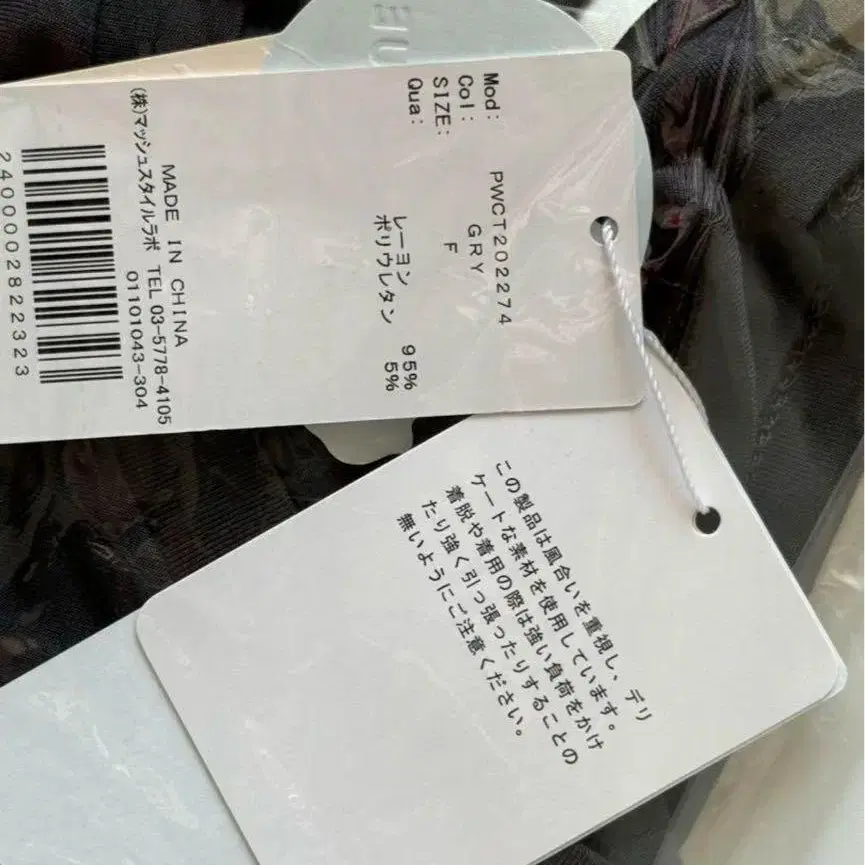 Mod: PWCT202274
Col: GRY
SIZE: F
Qua:
レーヨン 95%
ポリウレタン 5%
MADE IN CHINA
(株)マッシュスタイルラボ TEL 03-5778-4105
01101043-304
2400002822323
この製品は風合いを重視し、デリ
ケートな素材を使用しています。
着脱や着用の際は強い負荷をかけ
たり強く引っ張ったりすることの
無いようにご注意ください。